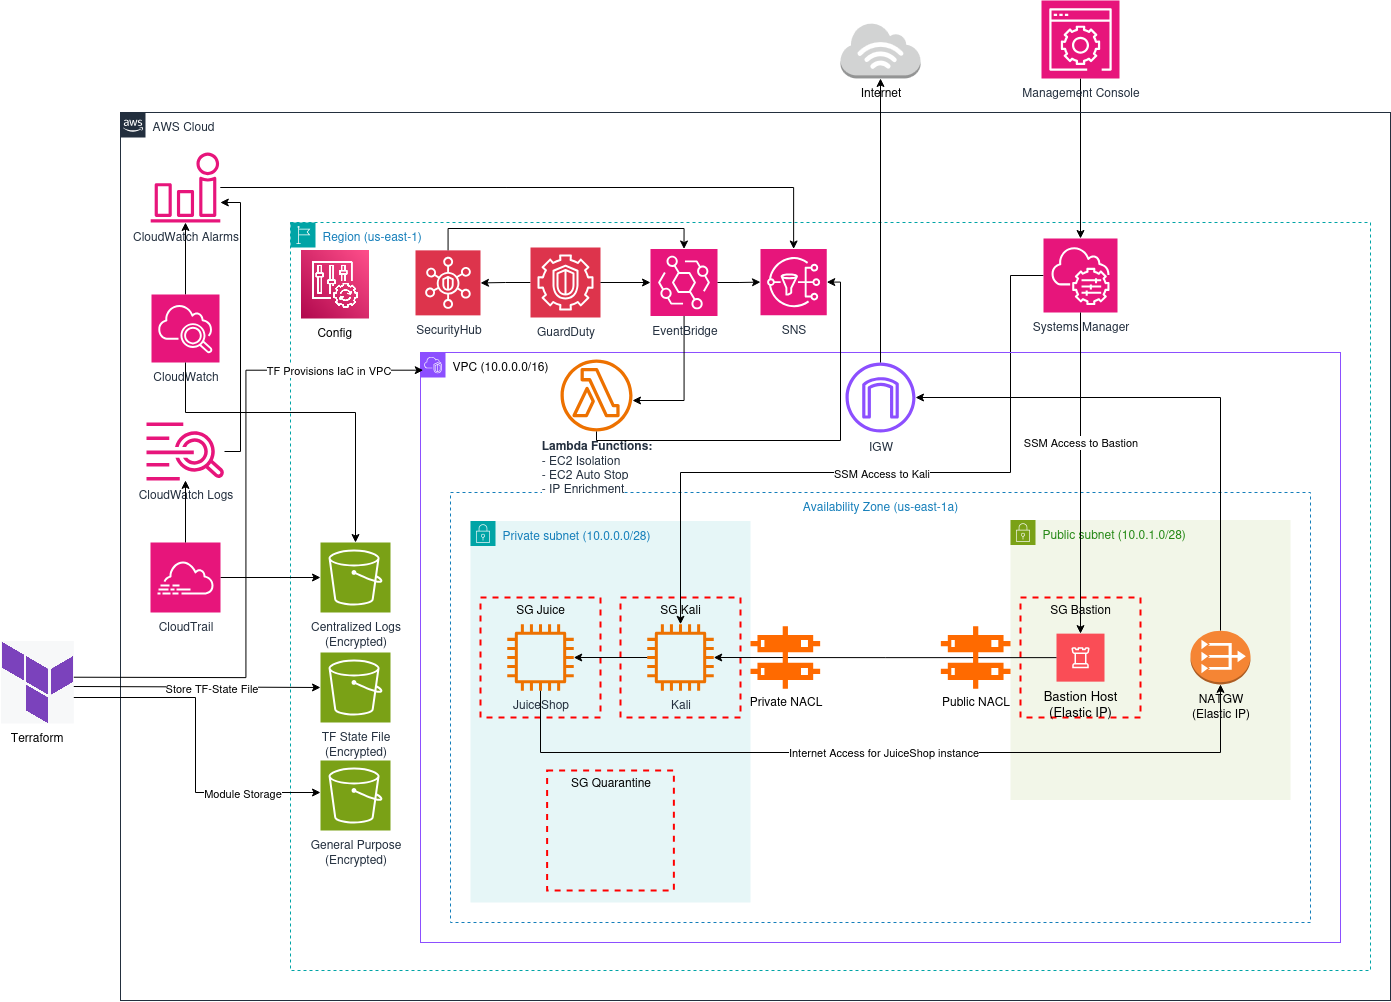 Internet
Management Console
aws
AWS Cloud
CloudWatch Alarms
Region (us-east-1)
Config
SecurityHub
GuardDuty
EventBridge
SNS
Systems Manager
CloudWatch
TF Provisions IaC in VPC
VPC (10.0.0.0/16)
Lambda Functions:
- EC2 Isolation
- EC2 Auto Stop
- IP Enrichment
IGW
SSM Access to Bastion
SSM Access to Kali
CloudWatch Logs
Availability Zone (us-east-1a)
Private subnet (10.0.0.0/28)
Public subnet (10.0.1.0/28)
CloudTrail
Centralized Logs
(Encrypted)
SG Juice
SG Kali
SG Bastion
JuiceShop
Kali
Private NACL
Public NACL
Bastion Host
(Elastic IP)
NATGW
(Elastic IP)
Store TF-State File
Terraform
TF State File
(Encrypted)
Internet Access for JuiceShop instance
SG Quarantine
Module Storage
General Purpose
(Encrypted)